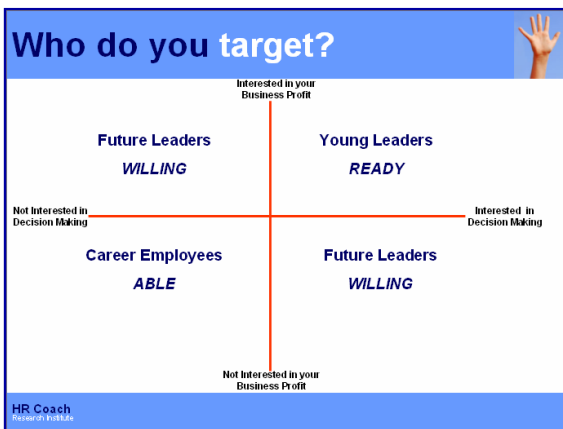 Who do you target?
Interested in your
Business Profit
Future Leaders
WILLING
Young Leaders
READY
Not Interested in
Decision Making
Interested in
Decision Making
Career Employees
ABLE
Future Leaders
WILLING
Not Interested in your
Business Profit
HR Coach
Research Institute